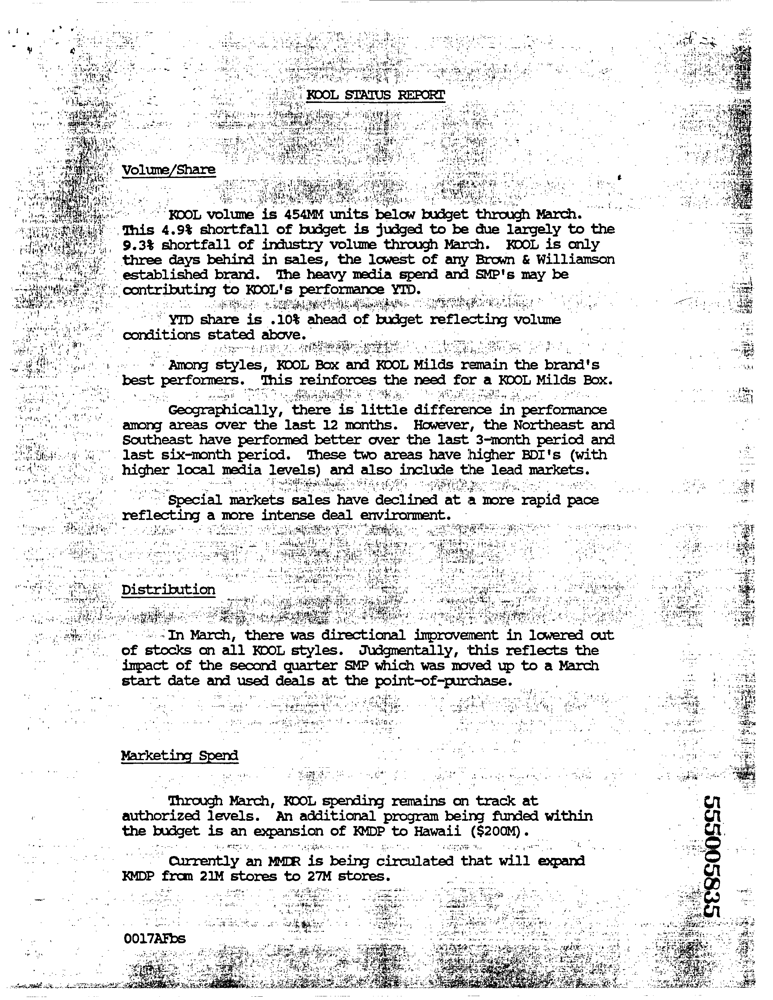 KOOL STATUS REPORT
Volume/Share
KOOL volume is 454MM units below budget through March.
This 4.9% shortfall of budget is judged to be due largely to the
9.3% shortfall of industry volume through March. KOOL is only
three days behind in sales, the lowest of any Brown & Williamson
established brand. The heavy media spend and SMP's may be
contributing to KOOL's performance YTD.
YTD share is .10% ahead of budget reflecting volume
conditions stated above.
Among styles, KOOL Box and KOOL Milds remain the brand's
best performers. This reinforces the need for a KOOL Milds Box.
Geographically, there is little difference in performance
among areas over the last 12 months. However, the Northeast and
Southeast have performed better over the last 3-month period and
last six-month period. These two areas have higher BDI's (with
higher local media levels) and also include the lead markets.
Special markets sales have declined at a more rapid pace
reflecting a more intense deal environment.
Distribution
In March, there was directional improvement in lowered out
of stocks on all KOOL styles. Judgmentally, this reflects the
impact of the second quarter SMP which was moved up to a March
start date and used deals at the point-of-purchase.
Marketing Spend
Through March, KOOL spending remains on track at
authorized levels. An additional program being funded within
the budget is an expansion of KMDP to Hawaii ($200M).
Currently an MMDR is being circulated that will expand
KMDP from 21M stores to 27M stores.
555005835
0017AFbs